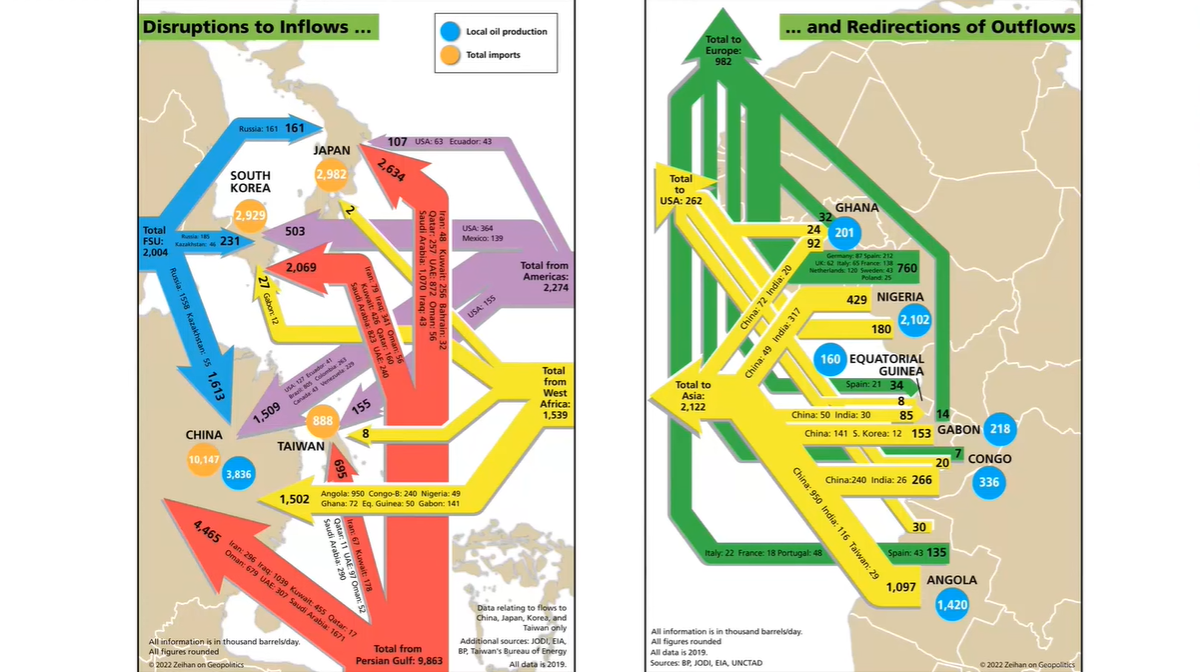 Disruptions to Inflows ...
Local oil production
Total imports
Russia: 161 161
JAPAN
2,982
107 USA: 63 Ecuador: 43
2,634
SOUTH
KOREA
2,929
2
Total
FSU:
2,004
Russia: 185
Kazakhstan: 46 231
503
USA: 364
Mexico: 139
Iran: 48 Kuwait: 256 Bahrain: 32
Qatar: 257 UAE: 872 Oman: 56
Saudi Arabia: 1,070 Iraq: 43
2,069
27 Gabon: 12
Iran: 79 Iraq: 341 Oman: 56
Kuwait: 426 Qatar: 160
Saudi Arabia: 823 UAE: 240
Total from
Americas:
2,274
USA: 155
Russia: 1558 Kazakhstan: 55 1,613
USA: 127 Ecuador: 41
Brazil: 805 Colombia: 263
Canada: 43 Venezuela: 229
1,509
155
Total
from
West
Africa:
1,539
888
TAIWAN
8
CHINA
10,147
3,836
695
1,502
Angola: 950 Congo-B: 240 Nigeria: 49
Ghana: 72 Eq. Guinea: 50 Gabon: 141
4,465
Iran: 296 Iraq: 1039 Kuwait: 455 Qatar: 17
Oman: 679 UAE: 307 Saudi Arabia: 1671
Iran: 67 Kuwait: 178
Qatar: 11 UAE: 97 Oman: 52
Saudi Arabia: 290
Total from
Persian Gulf: 9,863
Data relating to flows to
China, Japan, Korea, and
Taiwan only
Additional sources: JODI, EIA,
BP, Taiwan's Bureau of Energy
All data is 2019.
All information is in thousand barrels/day.
All figures rounded
© 2022 Zeihan on Geopolitics
... and Redirections of Outflows
Total to
Europe:
982
Total
to
USA: 262
GHANA
201
32
24
92
Germany: 87 Spain: 212
UK: 62 Italy: 65 France: 138
Netherlands: 120 Sweden: 43
Poland: 25
760
China: 72 India: 20
429
NIGERIA
2,102
180
China: 49 India: 317
160
EQUATORIAL
GUINEA
Spain: 21 34
8
Total to
Asia:
2,122
China: 50 India: 30 85
14
China: 141 S. Korea: 12 153
GABON
218
7
CONGO
336
20
China:240 India: 26 266
30
China: 950 India: 116 Taiwan: 29
1,097
Italy: 22 France: 18 Portugal: 48 Spain: 43 135
ANGOLA
1,420
All information is in thousand barrels/day.
All figures rounded
All data is 2019.
Sources: BP, JODI, EIA, UNCTAD
© 2022 Zeihan on Geopolitics